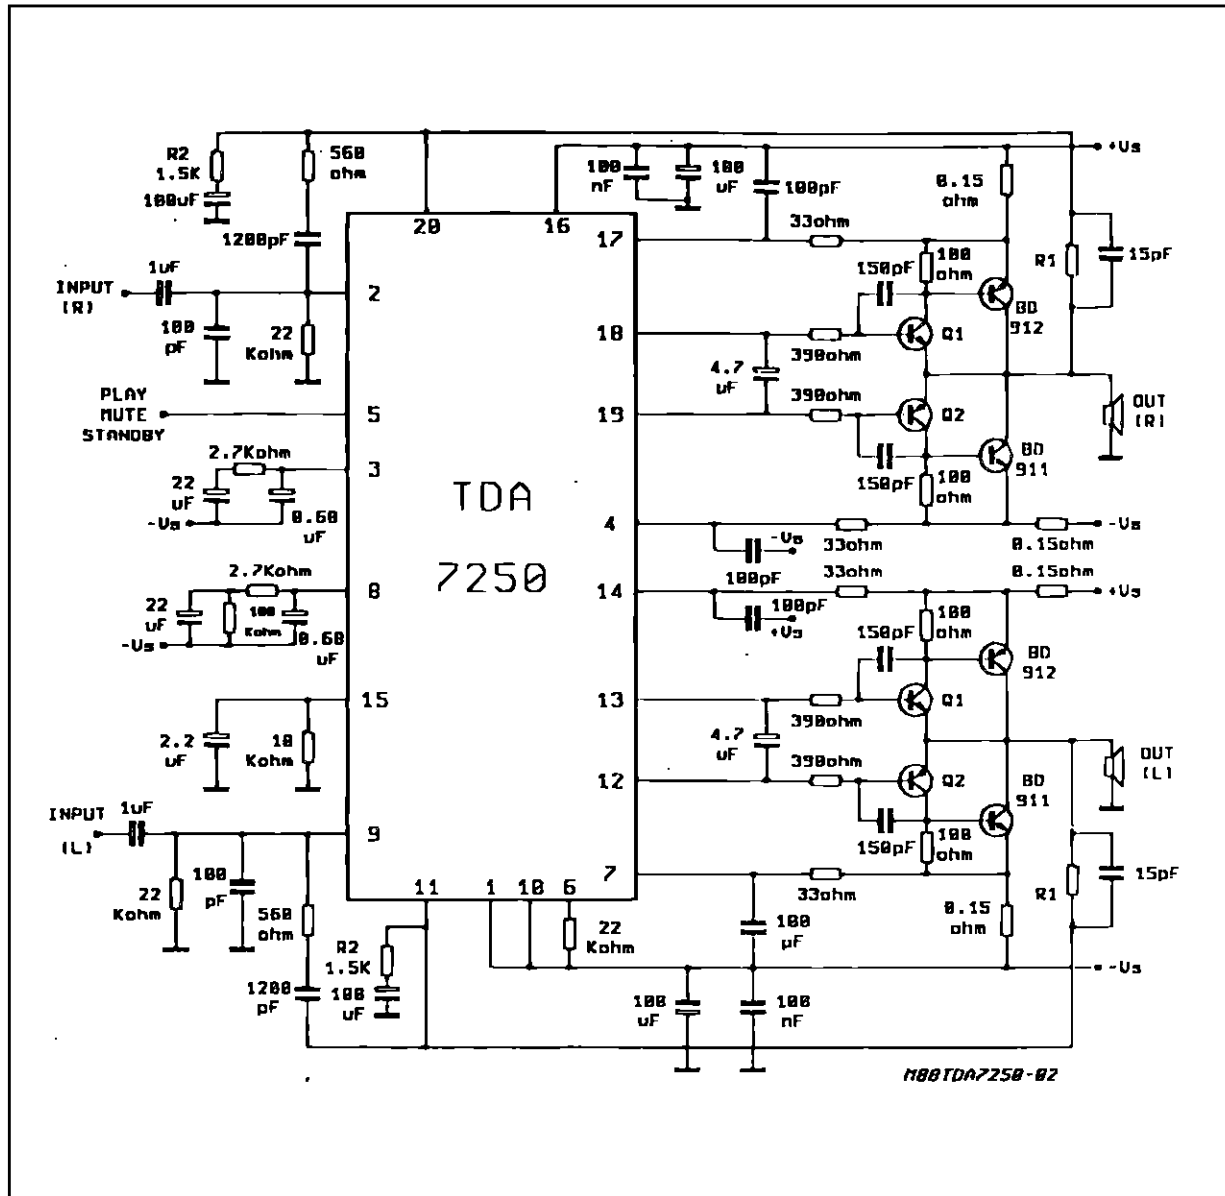 R2
1.5K
100uF
560
ohm
1200pF
1uF
INPUT
(R)
100
pF
22
Kohm
PLAY
MUTE
STANDBY
2.7Kohm
22
uF
-Vs
0.68
uF
2.7Kohm
22
uF
100
Kohm
-Vs
0.68
uF
2.2
uF
10
Kohm
INPUT
(L)
1uF
22
Kohm
100
pF
560
ohm
1200
pF
R2
1.5K
100
uF
TDA
7250
20
16
2
5
3
8
15
9
11
1
10
6
17
18
19
4
14
13
12
7
22
Kohm
100
nF
100
uF
100pF
+Vs
0.15
ohm
33ohm
150pF
100
ohm
R1
15pF
BD
912
390ohm
Q1
4.7
uF
390ohm
Q2
OUT
(R)
150pF
100
ohm
BD
911
-Vs
100pF
33ohm
0.15ohm
-Vs
33ohm
0.15ohm
+Vs
100pF
+Vs
150pF
100
ohm
BD
912
390ohm
Q1
4.7
uF
390ohm
Q2
OUT
(L)
150pF
100
ohm
BD
911
33ohm
R1
15pF
0.15
ohm
100
µF
-Vs
100
uF
100
nF
M88TDA7250-02